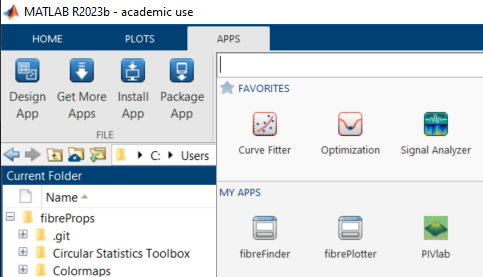 MATLAB R2023b - academic use
HOME PLOTS APPS
Design App
Get More Apps
Install App
Package App
FILE
FAVORITES
Curve Fitter
Optimization
Signal Analyzer
C: Users
Current Folder
Name
fibreProps
.git
Circular Statistics Toolbox
Colormaps
MY APPS
fibreFinder
fibrePlotter
PIVlab